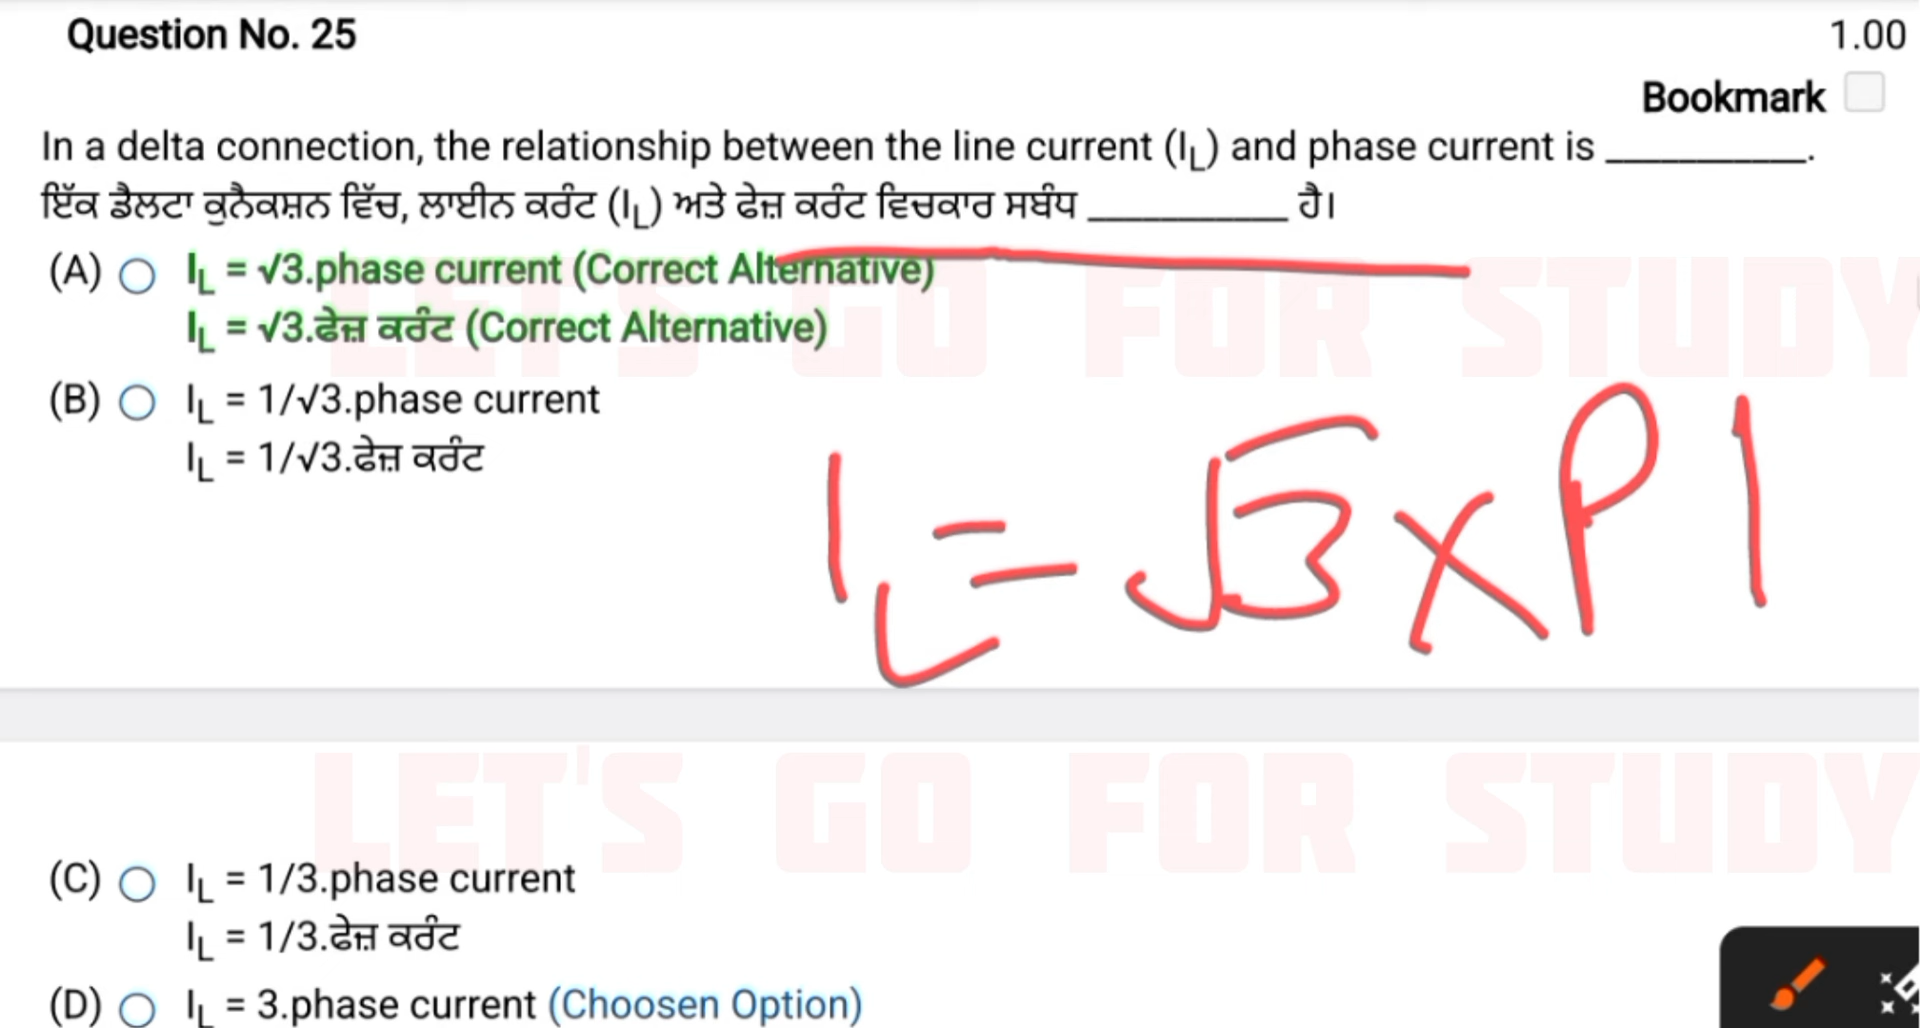 Question No. 25
1.00
Bookmark
In a delta connection, the relationship between the line current (IL) and phase current is __________.
ਇੱਕ ਡੈਲਟਾ ਕੁਨੈਕਸ਼ਨ ਵਿੱਚ, ਲਾਈਨ ਕਰੰਟ (IL) ਅਤੇ ਫੇਜ਼ ਕਰੰਟ ਵਿਚਕਾਰ ਸਬੰਧ __________ ਹੈ।
(A) IL = √3.phase current (Correct Alternative)
IL = √3.ਫੇਜ਼ ਕਰੰਟ (Correct Alternative)
(B) IL = 1/√3.phase current
IL = 1/√3.ਫੇਜ਼ ਕਰੰਟ
IL = √3 x P I
LET'S GO FOR STUDY
LET'S GO FOR STUDY
(C) IL = 1/3.phase current
IL = 1/3.ਫੇਜ਼ ਕਰੰਟ
(D) IL = 3.phase current (Choosen Option)